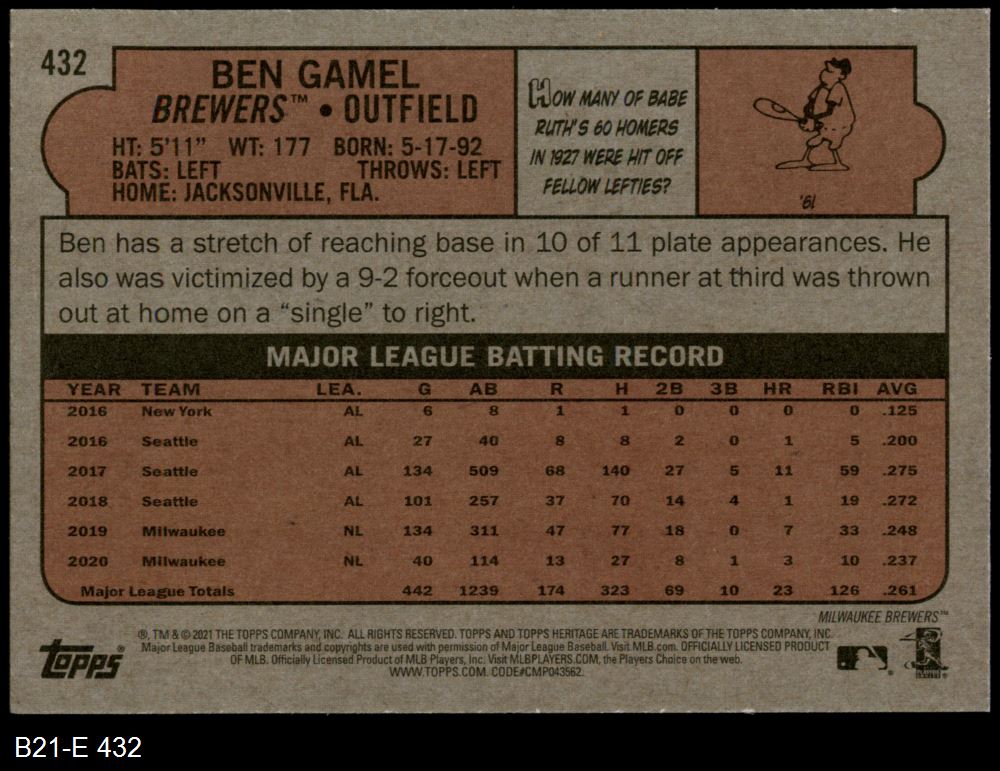 432
BEN GAMEL
BREWERS™ • OUTFIELD
HT: 5'11" WT: 177 BORN: 5-17-92
BATS: LEFT THROWS: LEFT
HOME: JACKSONVILLE, FLA.
HOW MANY OF BABE
RUTH'S 60 HOMERS
IN 1927 WERE HIT OFF
FELLOW LEFTIES?
'61
Ben has a stretch of reaching base in 10 of 11 plate appearances. He
also was victimized by a 9-2 forceout when a runner at third was thrown
out at home on a “single” to right.
MAJOR LEAGUE BATTING RECORD
YEAR TEAM LEA. G AB R H 2B 3B HR RBI AVG
2016 New York AL 6 8 1 1 0 0 0 0 .125
2016 Seattle AL 27 40 8 8 2 0 1 5 .200
2017 Seattle AL 134 509 68 140 27 5 11 59 .275
2018 Seattle AL 101 257 37 70 14 4 1 19 .272
2019 Milwaukee NL 134 311 47 77 18 0 7 33 .248
2020 Milwaukee NL 40 114 13 27 8 1 3 10 .237
Major League Totals 442 1239 174 323 69 10 23 126 .261
MILWAUKEE BREWERS™
®, TM & © 2021 THE TOPPS COMPANY, INC. ALL RIGHTS RESERVED. TOPPS AND TOPPS HERITAGE ARE TRADEMARKS OF THE TOPPS COMPANY, INC.
Major League Baseball trademarks and copyrights are used with permission of Major League Baseball. Visit MLB.com. OFFICIALLY LICENSED PRODUCT
OF MLB. Officially Licensed Product of MLB Players, Inc. Visit MLBPLAYERS.COM, the Players Choice on the web.
WWW.TOPPS.COM. CODE#CMP043562.
topps®
B21-E 432